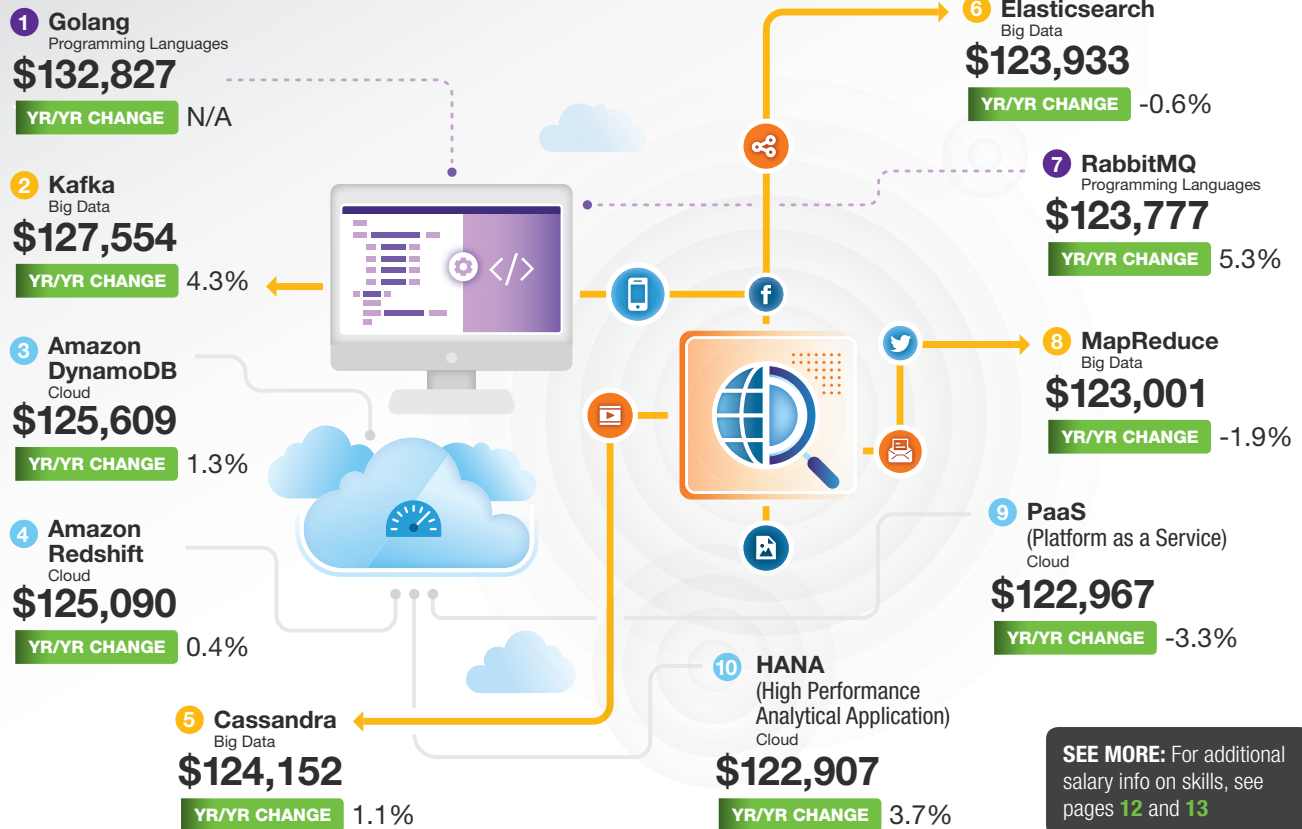 1 Golang
Programming Languages
$132,827
YR/YR CHANGE N/A
2 Kafka
Big Data
$127,554
YR/YR CHANGE 4.3%
3 Amazon
DynamoDB
Cloud
$125,609
YR/YR CHANGE 1.3%
4 Amazon
Redshift
Cloud
$125,090
YR/YR CHANGE 0.4%
5 Cassandra
Big Data
$124,152
YR/YR CHANGE 1.1%
</>
f
6 Elasticsearch
Big Data
$123,933
YR/YR CHANGE -0.6%
7 RabbitMQ
Programming Languages
$123,777
YR/YR CHANGE 5.3%
8 MapReduce
Big Data
$123,001
YR/YR CHANGE -1.9%
9 PaaS
(Platform as a Service)
Cloud
$122,967
YR/YR CHANGE -3.3%
10 HANA
(High Performance
Analytical Application)
Cloud
$122,907
YR/YR CHANGE 3.7%
SEE MORE: For additional
salary info on skills, see
pages 12 and 13